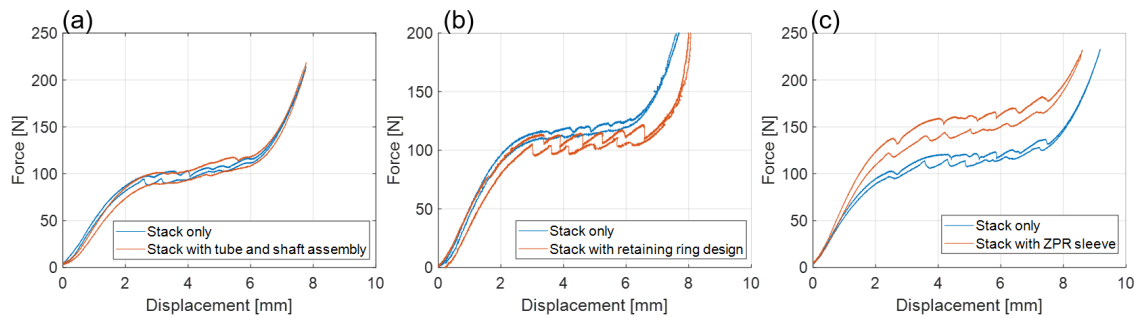 (a)
250
200
150
100
50
0
Force [N]
0 2 4 6 8 10
Displacement [mm]
Stack only
Stack with tube and shaft assembly
(b)
200
150
100
50
0
Force [N]
0 2 4 6 8 10
Displacement [mm]
Stack only
Stack with retaining ring design
(c)
250
200
150
100
50
0
Force [N]
0 2 4 6 8 10
Displacement [mm]
Stack only
Stack with ZPR sleeve